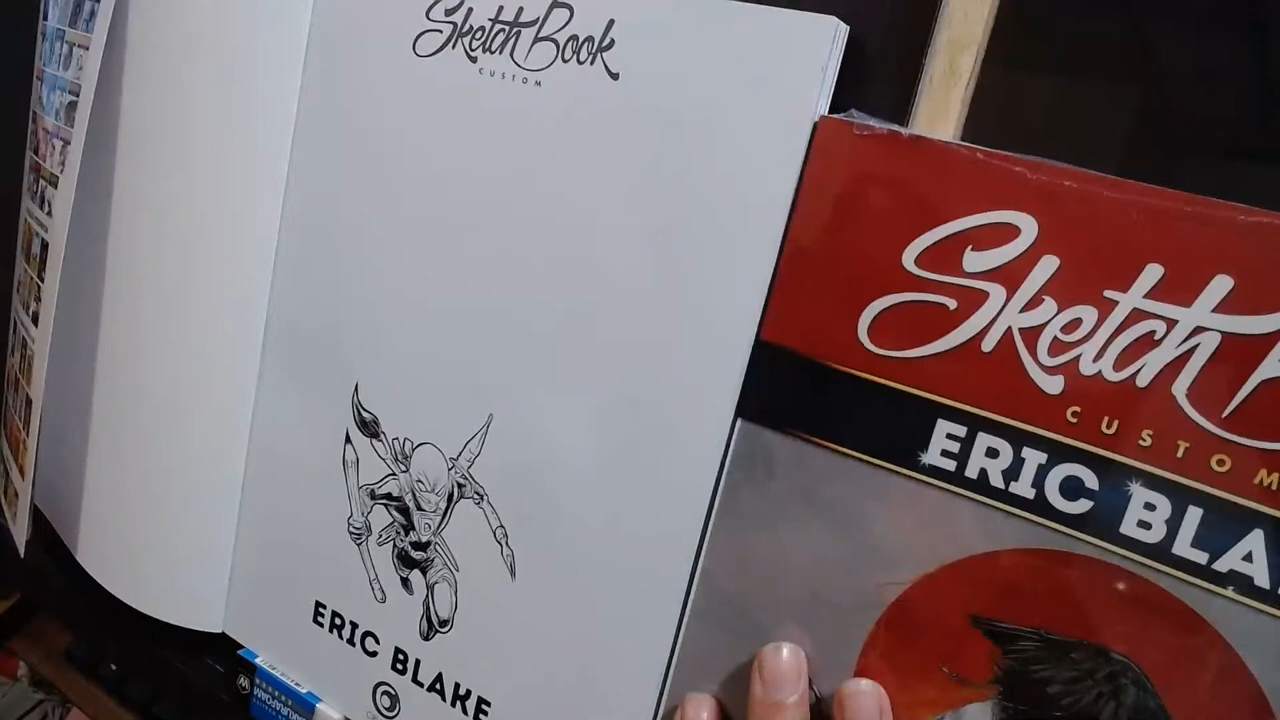 Sketch Book
CUSTOM
ERIC BLAKE
Sketch
CUSTOM
ERIC BLA